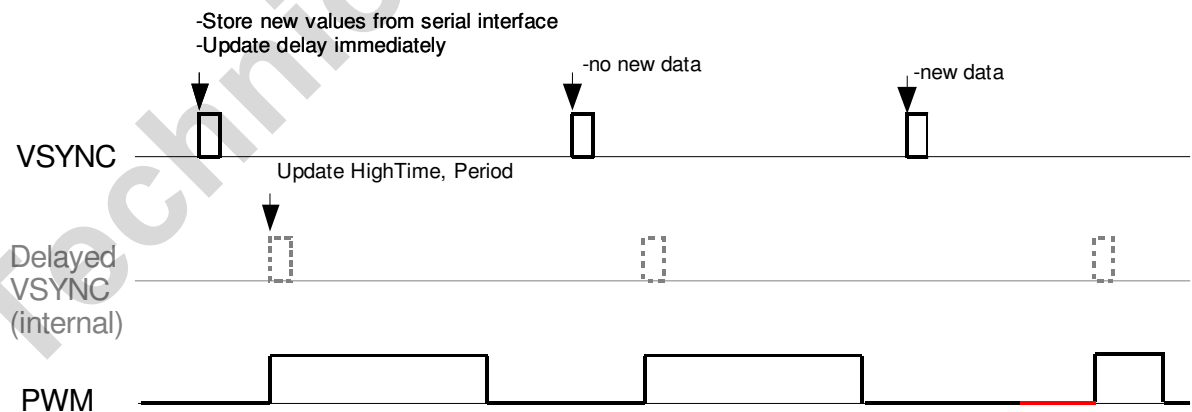 -Store new values from serial interface
-Update delay immediately
-no new data
-new data
VSYNC
Update HighTime, Period
Delayed
VSYNC
(internal)
PWM
Technic